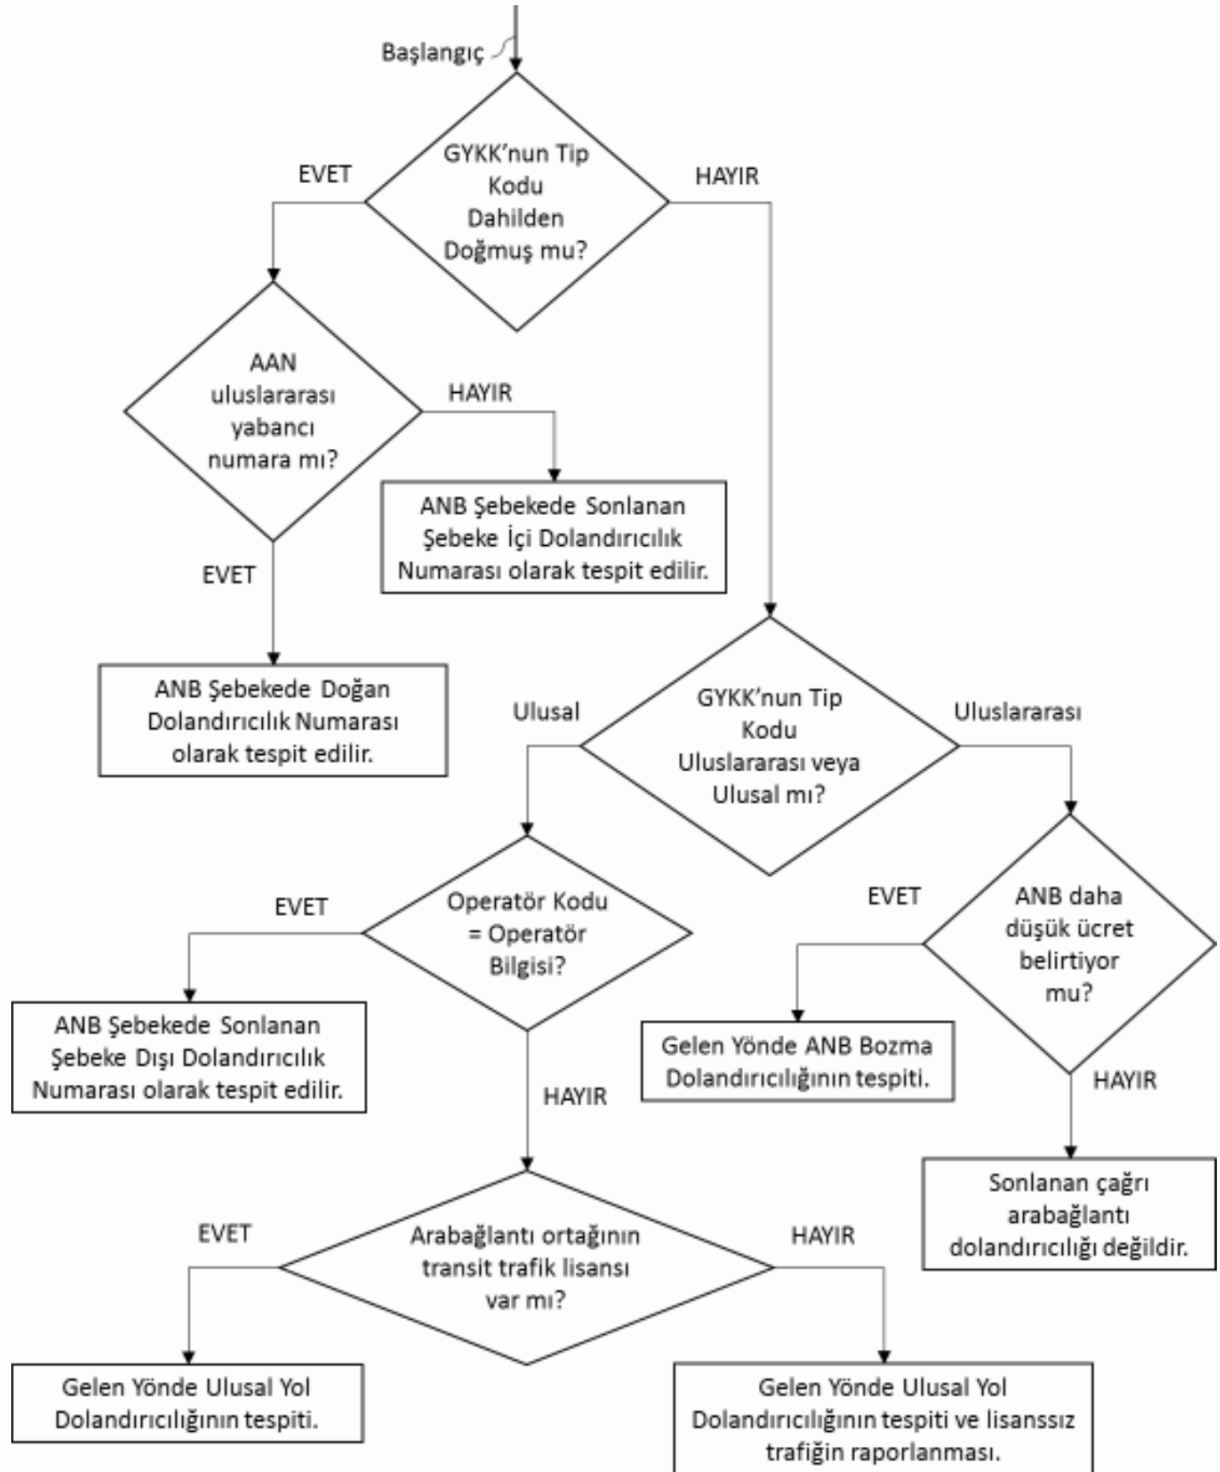 Başlangıç
GYKK'nun Tip
Kodu
Dahilden
Doğmuş mu?
EVET
HAYIR
AAN
uluslararası
yabancı
numara mı?
HAYIR
ANB Şebekede Sonlanan
Şebeke İçi Dolandırıcılık
Numarası olarak tespit edilir.
EVET
ANB Şebekede Doğan
Dolandırıcılık Numarası
olarak tespit edilir.
GYKK'nun Tip
Kodu
Uluslararası veya
Ulusal mı?
Ulusal
Uluslararası
Operatör Kodu
= Operatör
Bilgisi?
EVET
ANB Şebekede Sonlanan
Şebeke Dışı Dolandırıcılık
Numarası olarak tespit edilir.
HAYIR
ANB daha
düşük ücret
belirtiyor
mu?
EVET
Gelen Yönde ANB Bozma
Dolandırıcılığının tespiti.
HAYIR
Sonlanan çağrı
arabağlantı
dolandırıcılığı değildir.
Arabağlantı ortağının
transit trafik lisansı
var mı?
EVET
HAYIR
Gelen Yönde Ulusal Yol
Dolandırıcılığının tespiti.
Gelen Yönde Ulusal Yol
Dolandırıcılığının tespiti ve lisanssız
trafiğin raporlanması.